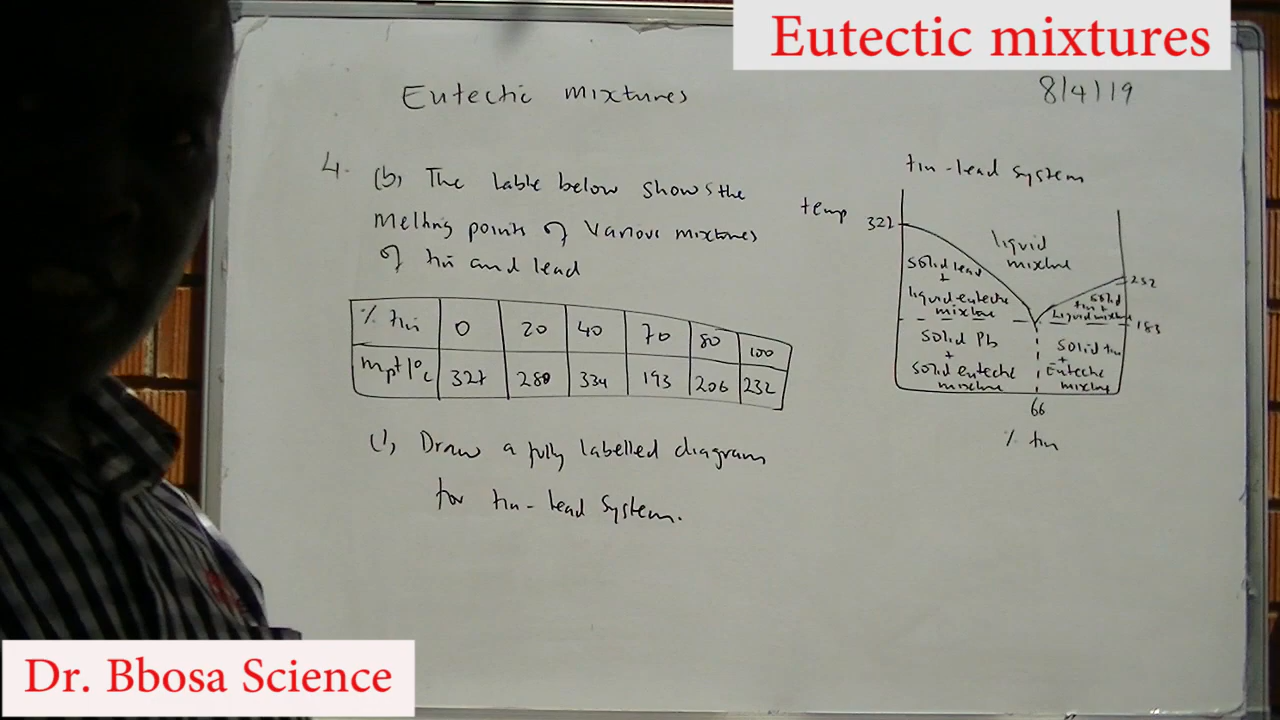 Eutectic mixtures
Eutectic mixtures
8/4/19
4. (b), The lable below shows the
Melting points of various mixtures
of tin and lead
% tin 0 20 40 70 80 100
mpt/°c 327 280 334 193 206 232
(i), Draw a fully labelled diagram
for tin-lead system.
tin-lead system
temp
327
liquid
mixture
solid lead
+
liquid eutectic
mixture
232
solid
tin +
Liquid mixture
183
solid Pb
+
solid eutectic
mixture
solid tin
+
Eutectic
mixture
66
% tin
Dr. Bbosa Science